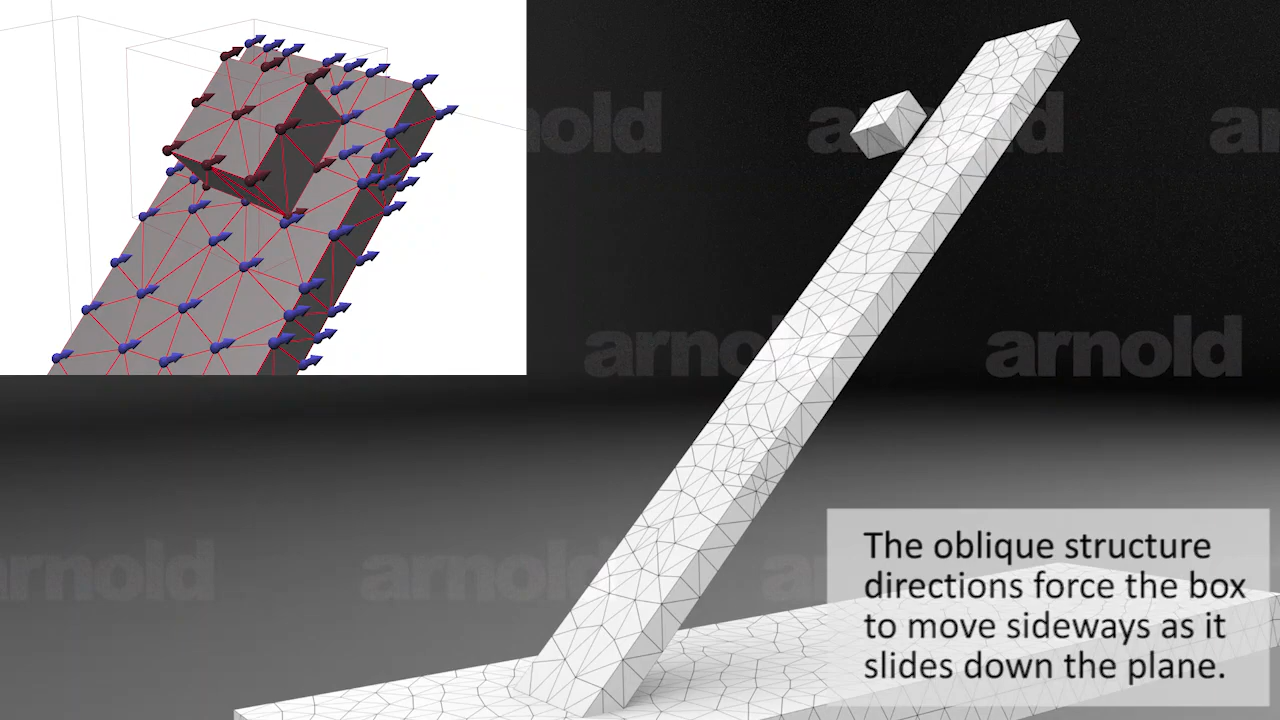 arnold
arnold
arnold
arnold
arnold
arnold
arnold
The oblique structure
directions force the box
to move sideways as it
slides down the plane.